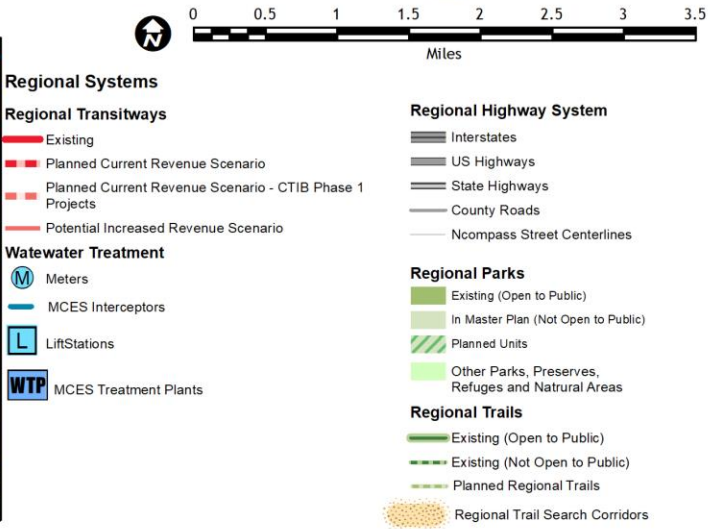 0 0.5 1 1.5 2 2.5 3 3.5
N
Miles
Regional Systems
Regional Transitways
Existing
Planned Current Revenue Scenario
Planned Current Revenue Scenario - CTIB Phase 1
Projects
Potential Increased Revenue Scenario
Watewater Treatment
M Meters
MCES Interceptors
L LiftStations
WTP MCES Treatment Plants
Regional Highway System
Interstates
US Highways
State Highways
County Roads
Ncompass Street Centerlines
Regional Parks
Existing (Open to Public)
In Master Plan (Not Open to Public)
Planned Units
Other Parks, Preserves,
Refuges and Natrural Areas
Regional Trails
Existing (Open to Public)
Existing (Not Open to Public)
Planned Regional Trails
Regional Trail Search Corridors